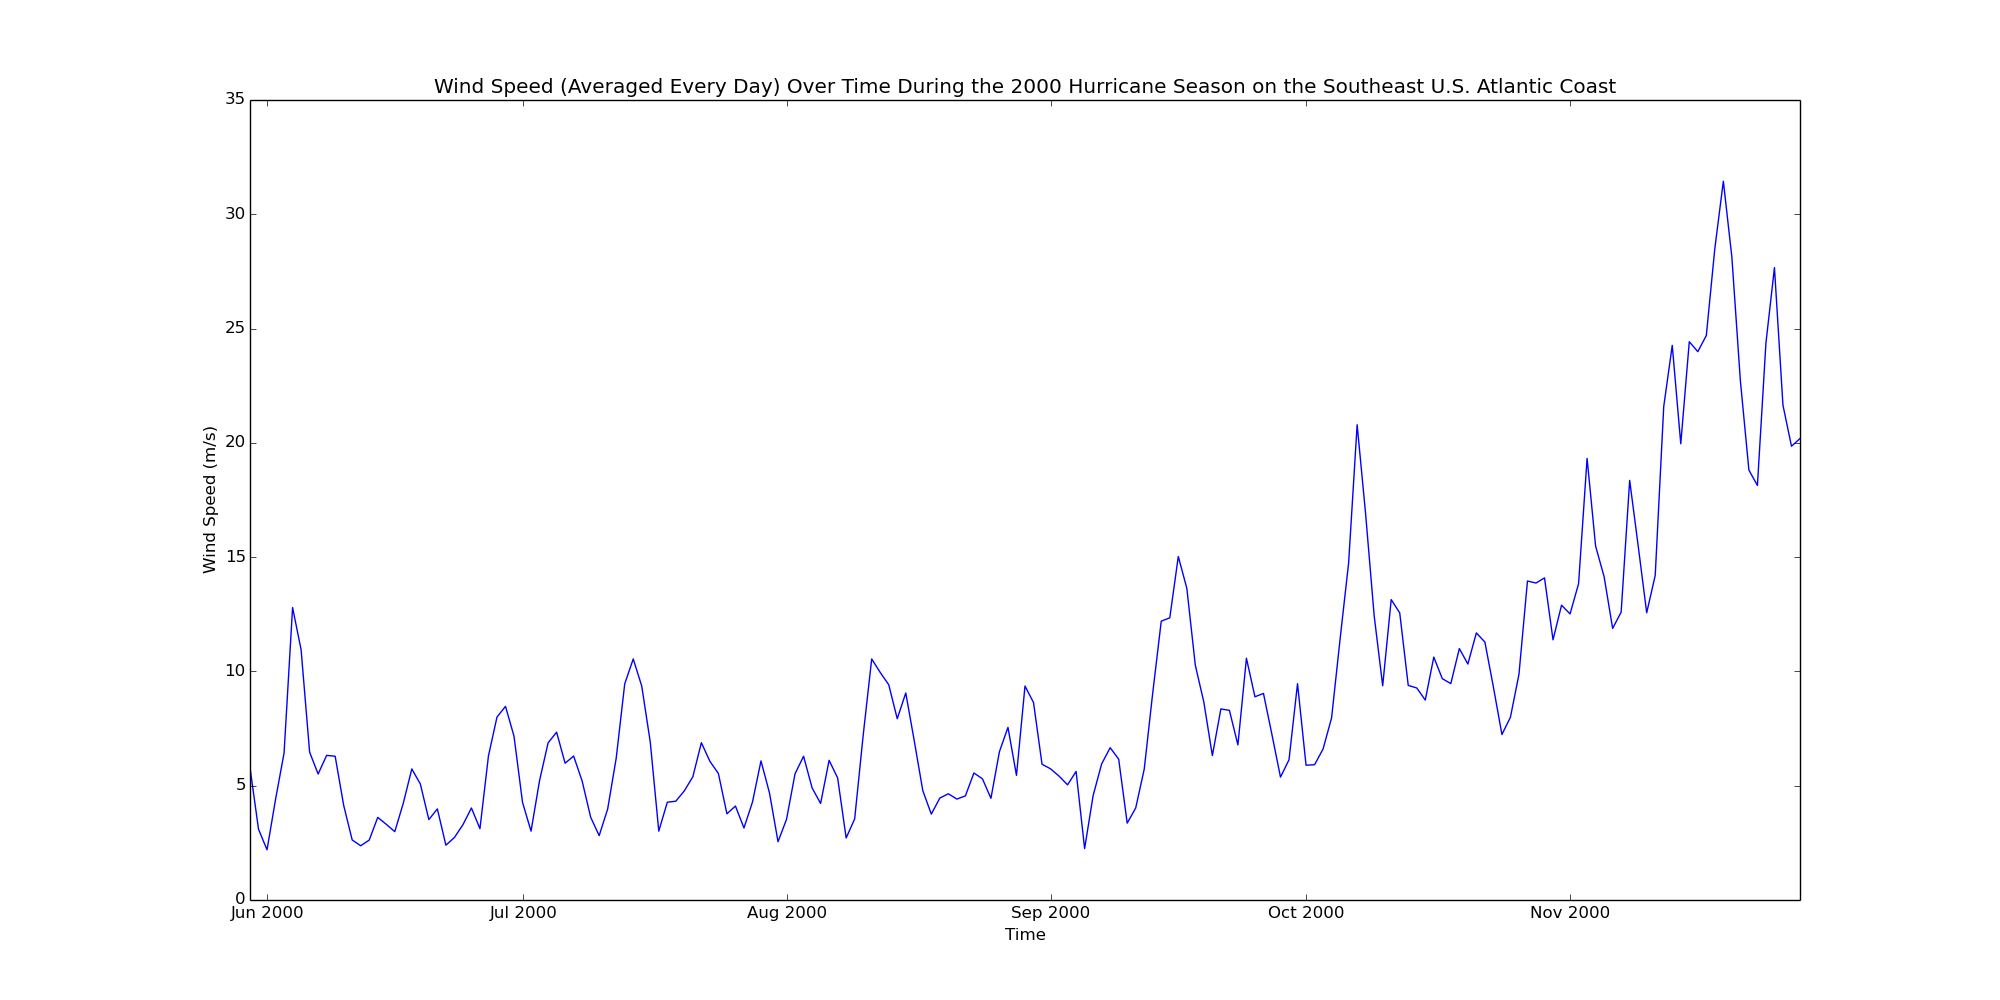 Wind Speed (Averaged Every Day) Over Time During the 2000 Hurricane Season on the Southeast U.S. Atlantic Coast
35
30
25
20
15
10
5
0
Wind Speed (m/s)
Jun 2000 Jul 2000 Aug 2000 Sep 2000 Oct 2000 Nov 2000
Time